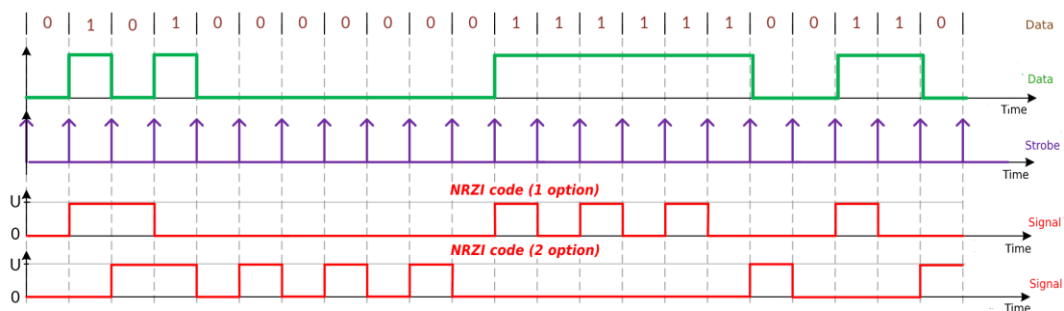 0 1 0 1 0 0 0 0 0 0 0 1 1 1 1 1 1 0 0 1 1 0 Data
Data
Time
Strobe
Time
NRZI code (1 option)
U
0
Signal
Time
NRZI code (2 option)
U
0
Signal
Time